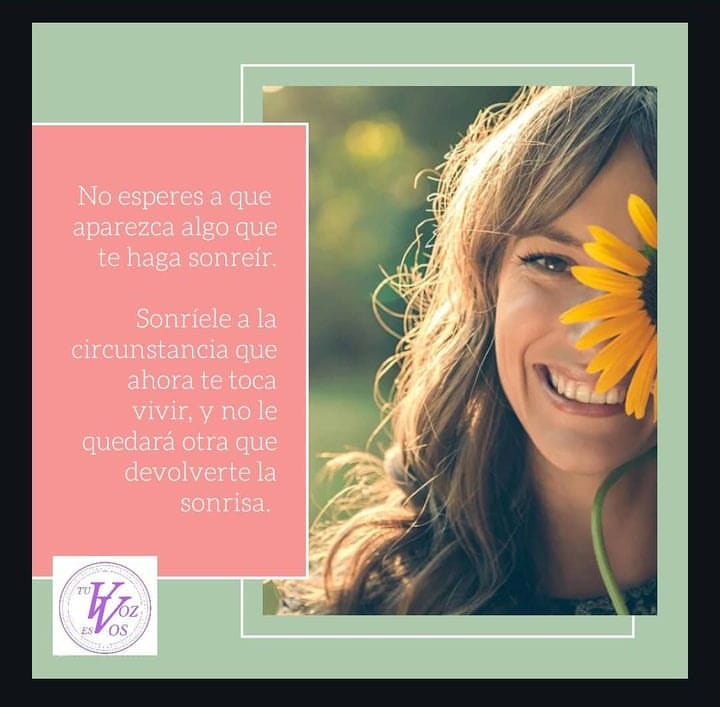 No esperes a que
aparezca algo que
te haga sonreír.
Sonríele a la
circunstancia que
ahora te toca
vivir, y no le
quedará otra que
devolverte la
sonrisa.
TU VOZ
ES VOS